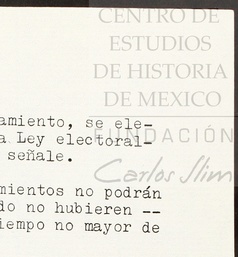 CENTRO DE
ESTUDIOS
DE HISTORIA
DE MEXICO
FUNDACIÓN
Carlos Slim
amiento, se ele-
a Ley electoral-
señale.
mientos no podrán
do no hubieren --
iempo no mayor de